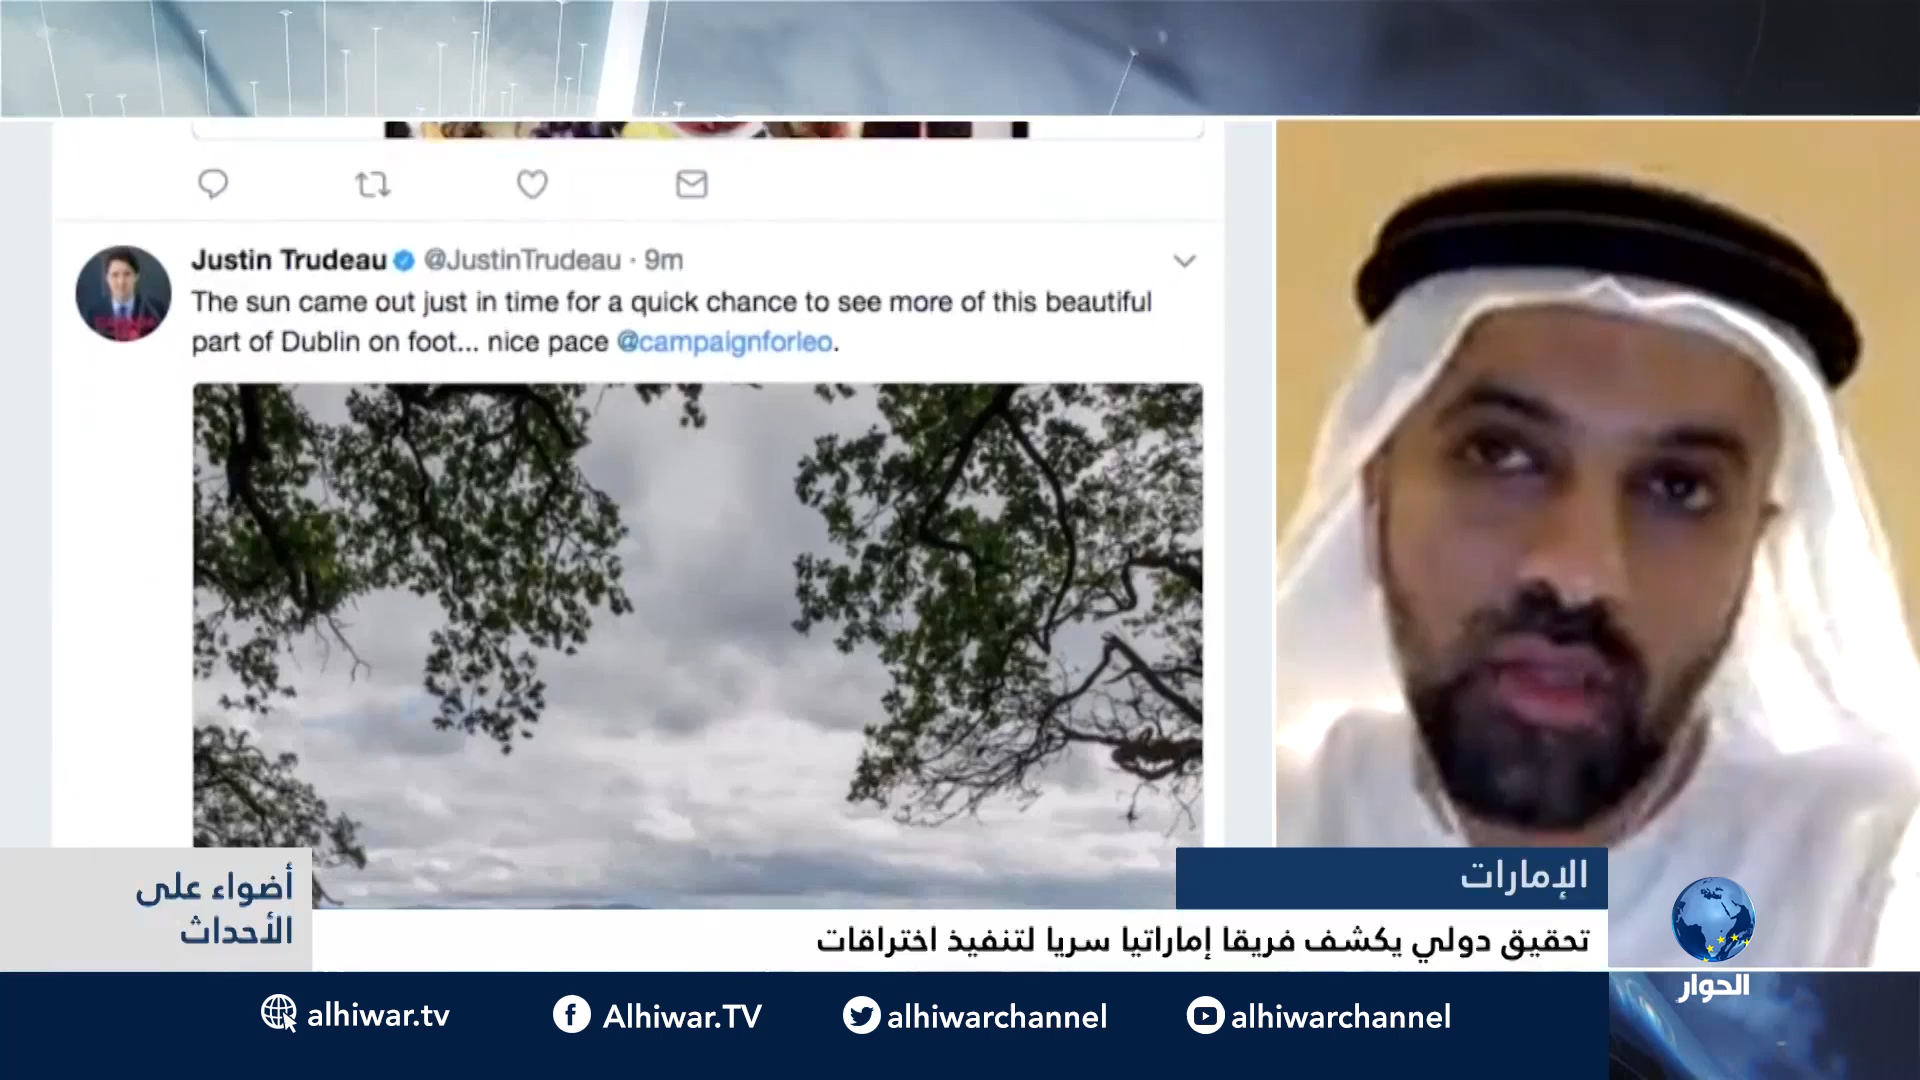 Justin Trudeau @JustinTrudeau · 9m
The sun came out just in time for a quick chance to see more of this beautiful
part of Dublin on foot... nice pace @campaignforleo.
أضواء على
الأحداث
الإمارات
تحقيق دولي يكشف فريقا إماراتيا سريا لتنفيذ اختراقات
الحوار
alhiwar.tv
Alhiwar.TV
alhiwarchannel
alhiwarchannel